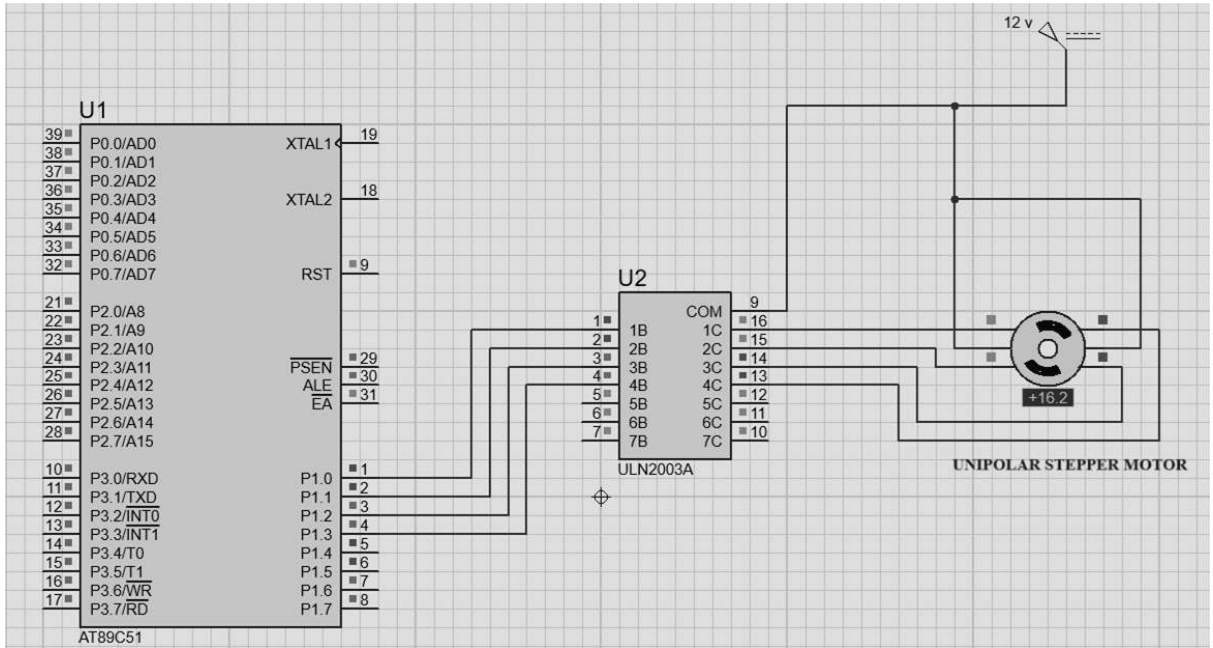 12 v
U1
39 P0.0/AD0 XTAL1 19
38 P0.1/AD1
37 P0.2/AD2
36 P0.3/AD3 XTAL2 18
35 P0.4/AD4
34 P0.5/AD5
33 P0.6/AD6
32 P0.7/AD7 RST 9
21 P2.0/A8
22 P2.1/A9
23 P2.2/A10
24 P2.3/A11 PSEN 29
25 P2.4/A12 ALE 30
26 P2.5/A13 EA 31
27 P2.6/A14
28 P2.7/A15
10 P3.0/RXD P1.0 1
11 P3.1/TXD P1.1 2
12 P3.2/INT0 P1.2 3
13 P3.3/INT1 P1.3 4
14 P3.4/T0 P1.4 5
15 P3.5/T1 P1.5 6
16 P3.6/WR P1.6 7
17 P3.7/RD P1.7 8
AT89C51
U2
COM 9
1 1B 1C 16
2 2B 2C 15
3 3B 3C 14
4 4B 4C 13
5 5B 5C 12
6 6B 6C 11
7 7B 7C 10
ULN2003A
+16.2
UNIPOLAR STEPPER MOTOR